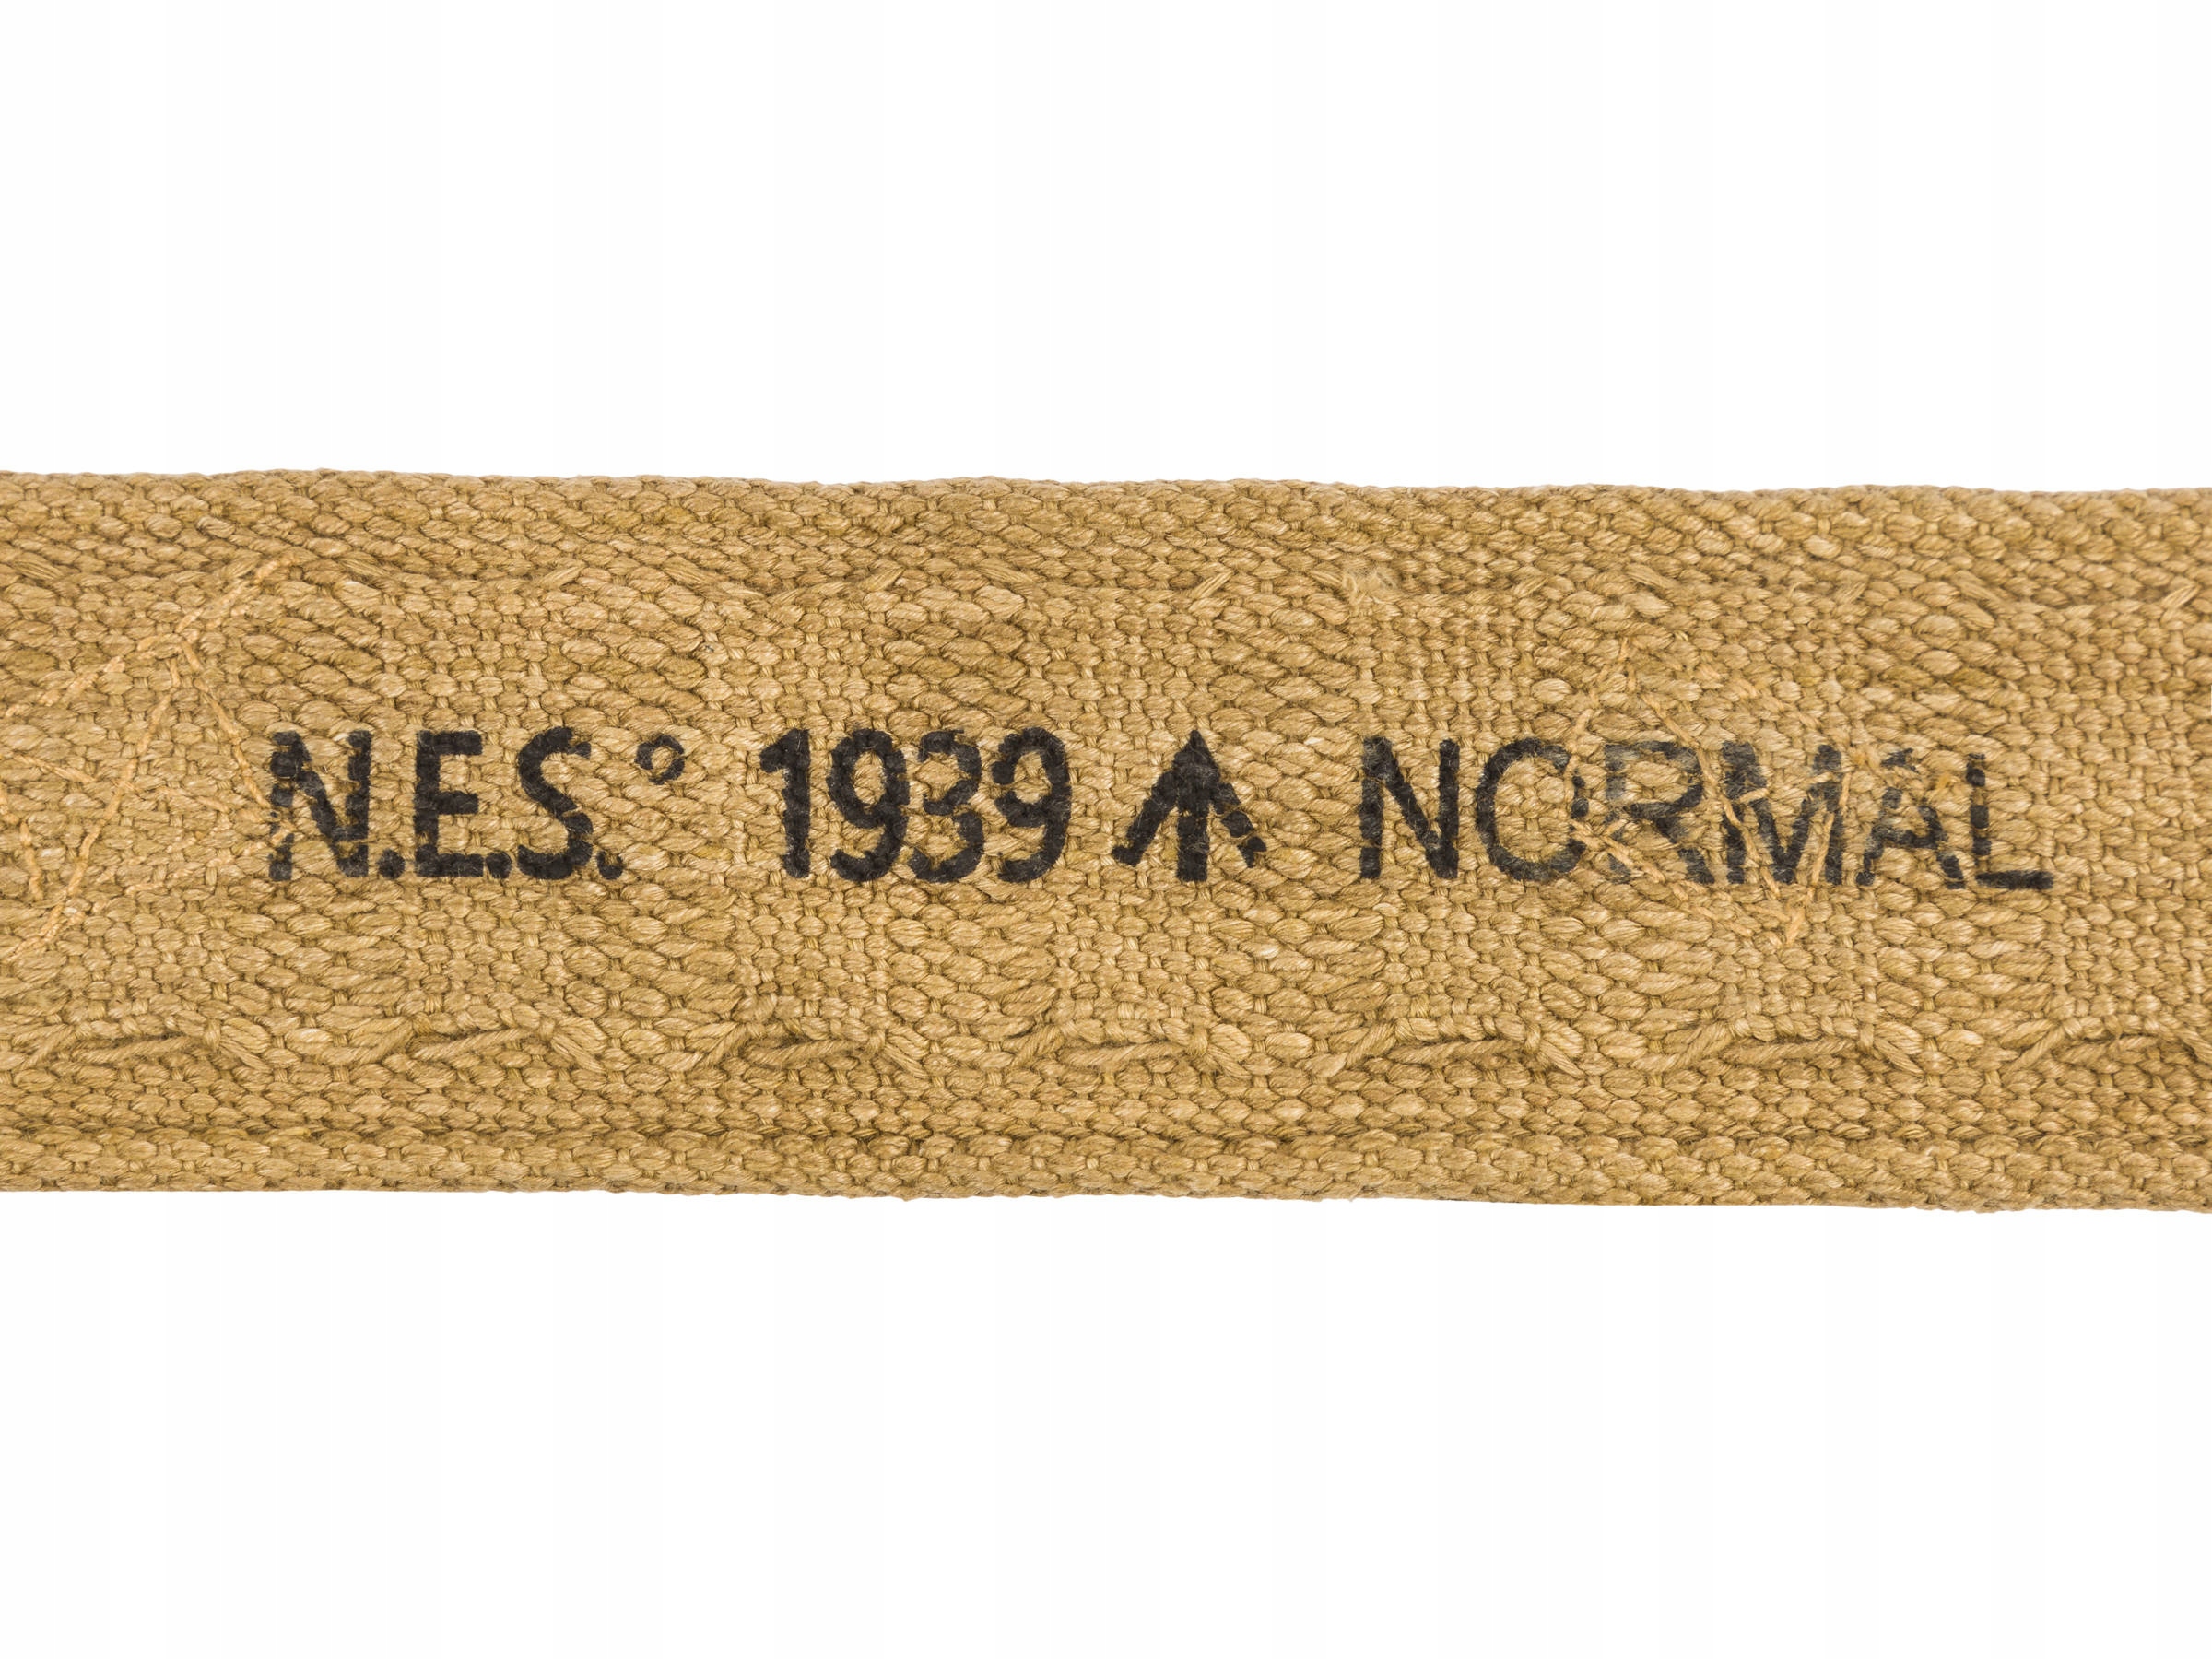 N.E.S.° 1939 ↑ NORMAL